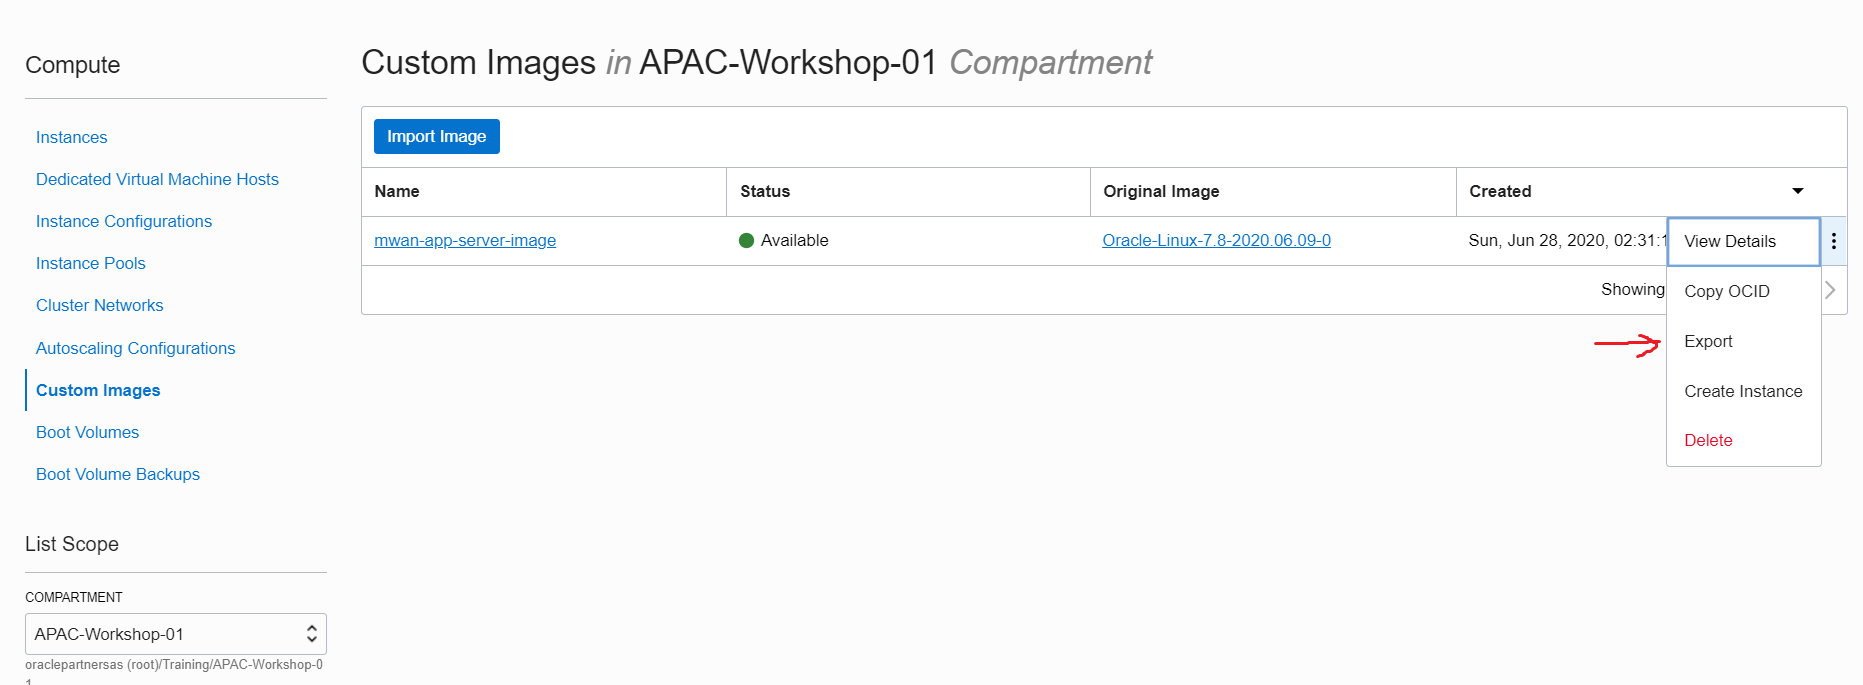 Compute
Instances
Dedicated Virtual Machine Hosts
Instance Configurations
Instance Pools
Cluster Networks
Autoscaling Configurations
Custom Images
Boot Volumes
Boot Volume Backups
List Scope
COMPARTMENT
APAC-Workshop-01
oraclepartnersas (root)/Training/APAC-Workshop-0
1
Custom Images in APAC-Workshop-01 Compartment
Import Image
Name Status Original Image Created
mwan-app-server-image Available Oracle-Linux-7.8-2020.06.09-0 Sun, Jun 28, 2020, 02:31:1
Showing
View Details
Copy OCID
Export
Create Instance
Delete